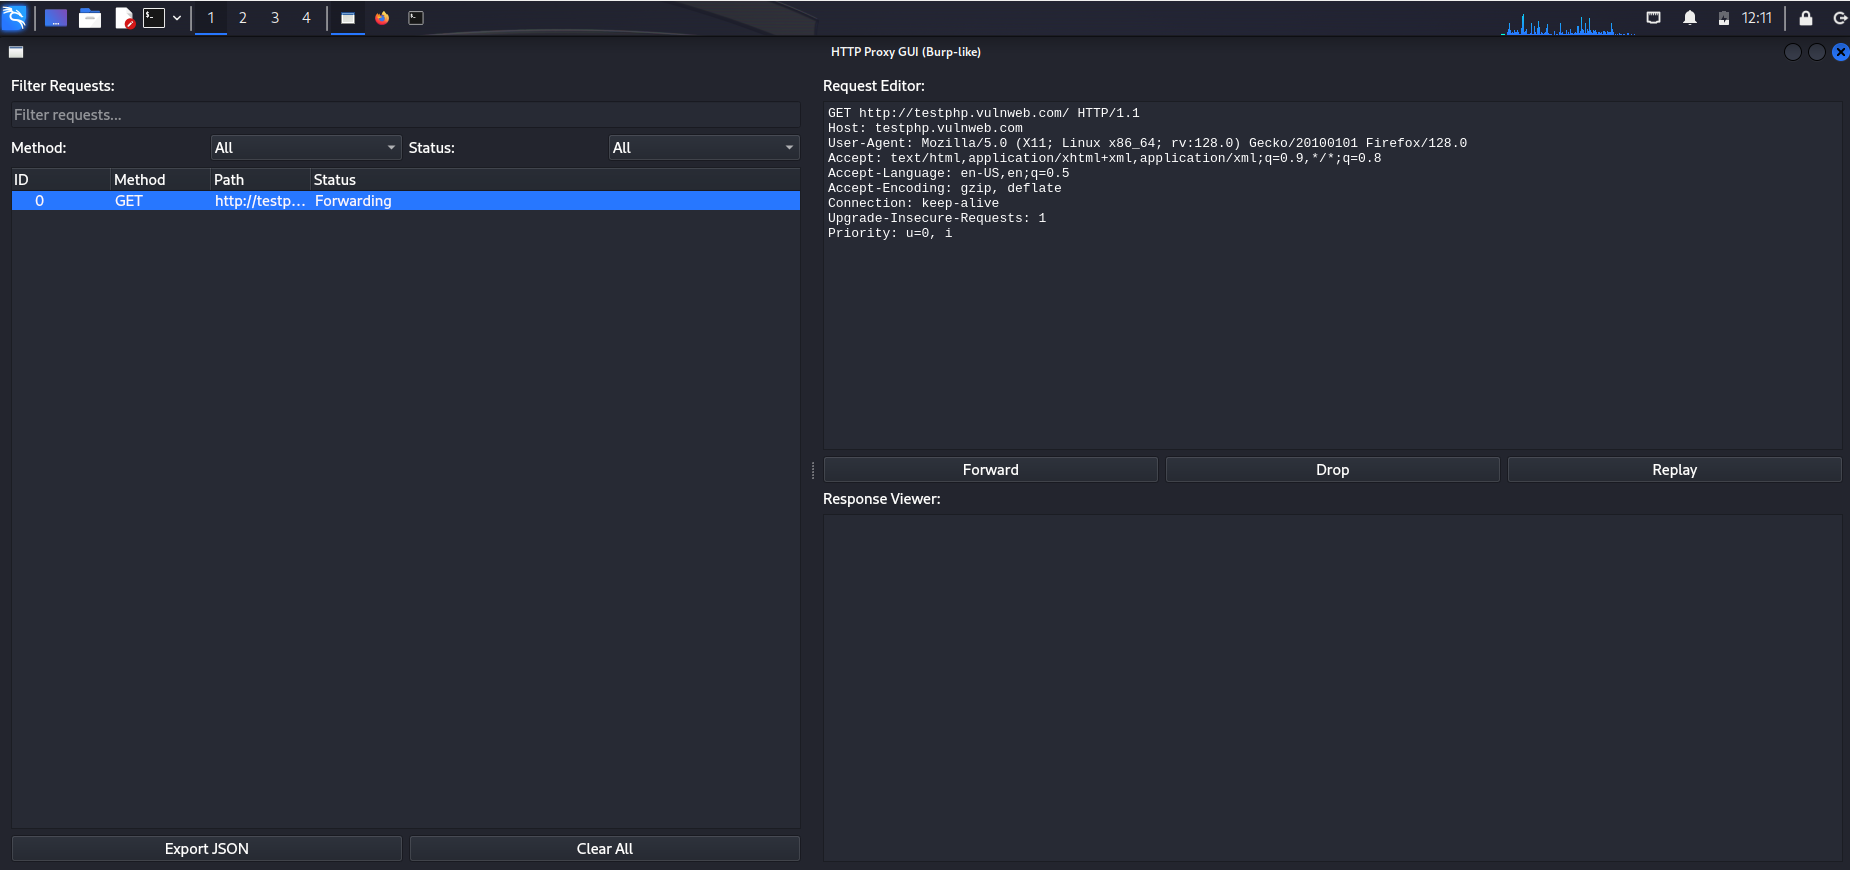 1 2 3 4 12:11
HTTP Proxy GUI (Burp-like)
Filter Requests:
Filter requests...
Method: All Status: All
ID Method Path Status
0 GET http://testp... Forwarding
Export JSON Clear All
Request Editor:
GET http://testphp.vulnweb.com/ HTTP/1.1
Host: testphp.vulnweb.com
User-Agent: Mozilla/5.0 (X11; Linux x86_64; rv:128.0) Gecko/20100101 Firefox/128.0
Accept: text/html,application/xhtml+xml,application/xml;q=0.9,*/*;q=0.8
Accept-Language: en-US,en;q=0.5
Accept-Encoding: gzip, deflate
Connection: keep-alive
Upgrade-Insecure-Requests: 1
Priority: u=0, i
Forward Drop Replay
Response Viewer: